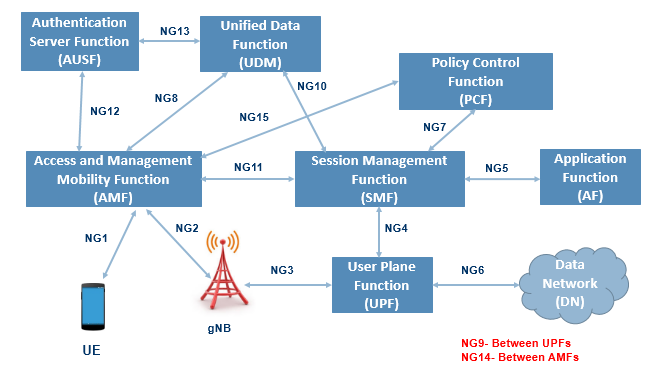 Authentication
Server Function
(AUSF)
NG13
Unified Data
Function
(UDM)
Policy Control
Function
(PCF)
NG12
NG8
NG10
NG15
NG7
Access and Management
Mobility Function
(AMF)
NG11
Session Management
Function
(SMF)
NG5
Application
Function
(AF)
NG1
NG2
NG4
NG3
User Plane
Function
(UPF)
NG6
Data
Network
(DN)
gNB
UE
NG9- Between UPFs
NG14- Between AMFs